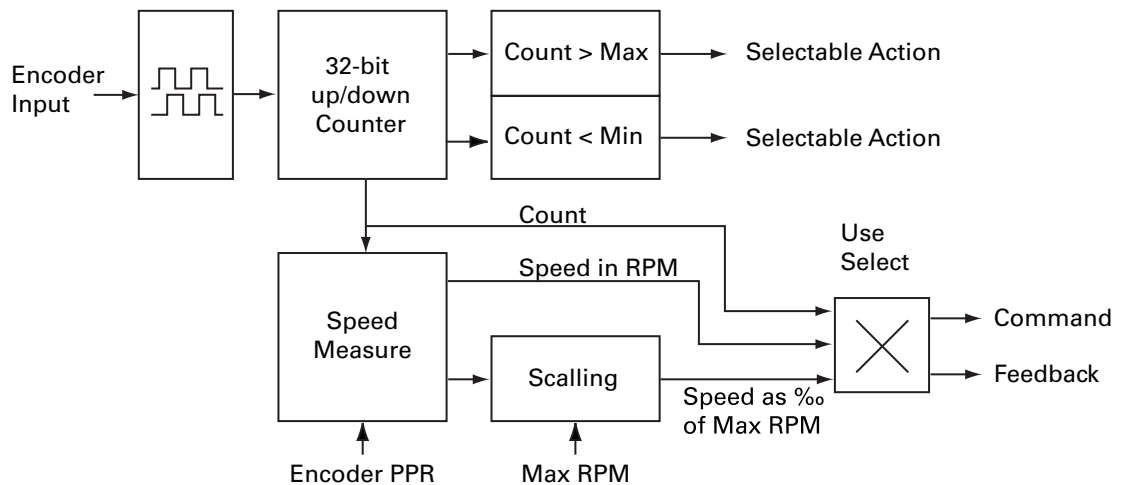 Encoder
Input
32-bit
up/down
Counter
Count > Max
Selectable Action
Count < Min
Selectable Action
Count
Speed in RPM
Use
Select
Speed
Measure
Scalling
Command
Feedback
Speed as ‰
of Max RPM
Encoder PPR
Max RPM